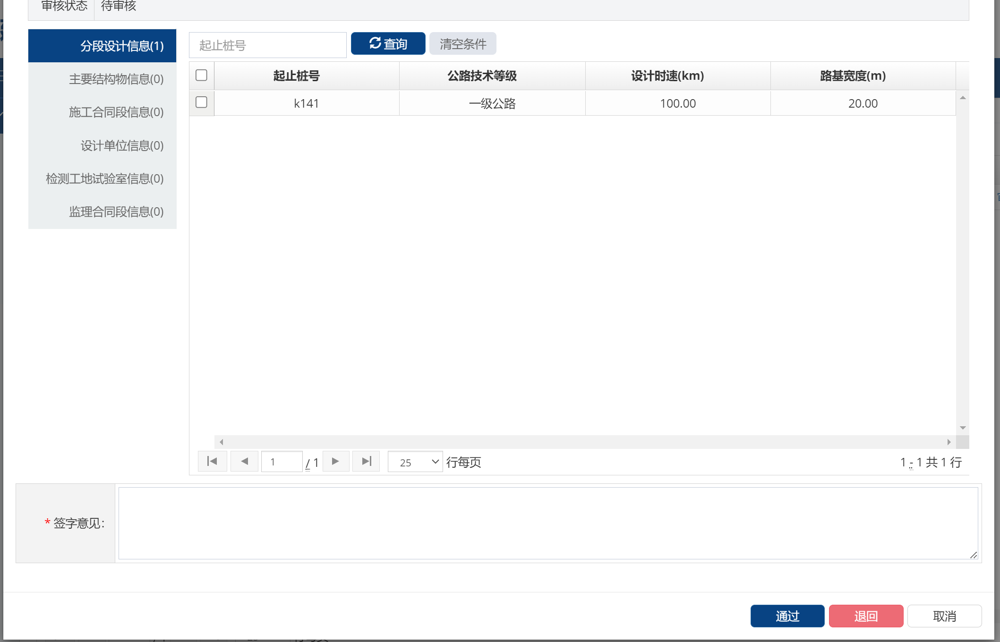 审核状态 待审核
分段设计信息(1)
主要结构物信息(0)
施工合同段信息(0)
设计单位信息(0)
检测工地试验室信息(0)
监理合同段信息(0)
起止桩号 查询 清空条件
起止桩号 公路技术等级 设计时速(km) 路基宽度(m)
k141 一级公路 100.00 20.00
1 / 1 25 行每页 1 - 1 共 1 行
* 签字意见:
通过 退回 取消